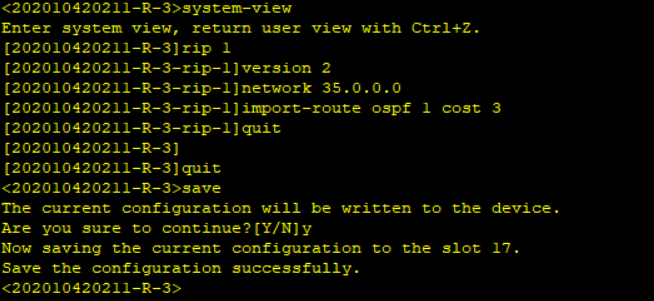 <202010420211-R-3>system-view
Enter system view, return user view with Ctrl+Z.
[202010420211-R-3]rip 1
[202010420211-R-3-rip-1]version 2
[202010420211-R-3-rip-1]network 35.0.0.0
[202010420211-R-3-rip-1]import-route ospf 1 cost 3
[202010420211-R-3-rip-1]quit
[202010420211-R-3]
[202010420211-R-3]quit
<202010420211-R-3>save
The current configuration will be written to the device.
Are you sure to continue?[Y/N]y
Now saving the current configuration to the slot 17.
Save the configuration successfully.
<202010420211-R-3>